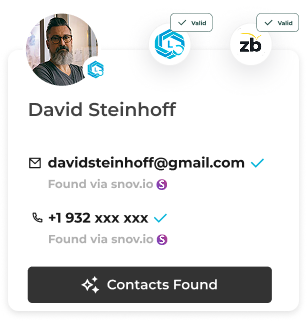 Valid
Valid
zb
David Steinhoff
davidsteinhoff@gmail.com
Found via snov.io S
+1 932 xxx xxx
Found via snov.io S
Contacts Found